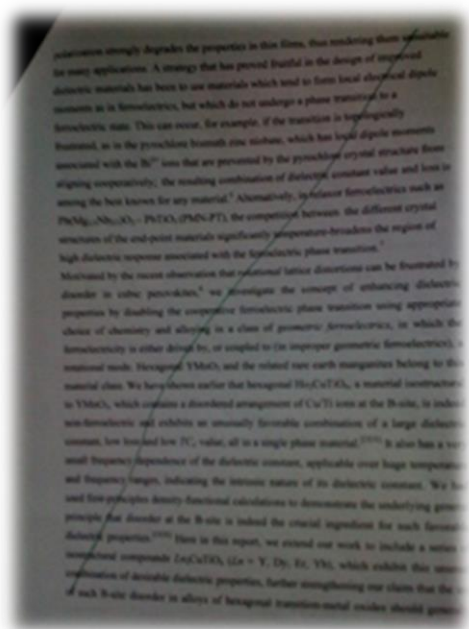 polarization strongly degrades the properties in thin films, thus rendering them unsuitable
for many applications. A strategy that has proved fruitful in the design of improved
dielectric materials has been to use materials which tend to form local electrical dipole
moments as in ferroelectrics, but which do not undergo a phase transition to a
ferroelectric state. This can occur, for example, if the transition is topologically
frustrated, as in the pyrochlore bismuth zinc niobate, which has local dipole moments
associated with the Bi³⁺ ions that are prevented by the pyrochlore crystal structure from
aligning cooperatively; the resulting combination of dielectric constant value and loss is
among the best known for any material. Alternatively, in relaxor ferroelectrics such as
PbTiO₃ (PMN-PT), the competition between the different crystal
structures of the end-point materials significantly temperature-broadens the region of
high dielectric response associated with the ferroelectric phase transition.
Motivated by the recent observation that rotational lattice distortions can be frustrated by
disorder in cubic perovskites, we investigate the concept of enhancing dielectric
properties by doubling the cooperative ferroelectric phase transition using appropriate
choice of chemistry and alloying in a class of geometric ferroelectrics, in which the
ferroelectricity is either driven by, or coupled to (in improper geometric ferroelectrics), a
rotational mode. Hexagonal YMnO₃ and the related rare earth manganites belong to this
material class. We have shown earlier that hexagonal Ho₂CuTiO₆, a material isostructural
to YMnO₃, which contains a disordered arrangement of Cu/Ti ions at the B-site, is indeed
non-ferroelectric and exhibits an unusually favorable combination of a large dielectric
constant, low loss and low TC, value, all in a single phase material. It also has a very
small frequency dependence of the dielectric constant, applicable over huge temperature
and frequency ranges, indicating the intrinsic nature of its dielectric constant. We
used first-principles density-functional calculations to demonstrate the underlying
principle that disorder at the B-site is indeed the crucial ingredient for such
dielectric properties. Here in this report, we extend our work to include a series
compounds Ln₂CuTiO₆ (Ln = Y, Dy, Er, Yb), which exhibit this
combination of desirable dielectric properties, further strengthening our claim that the
of such B-site disorder in alloys of hexagonal transition-metal oxides should